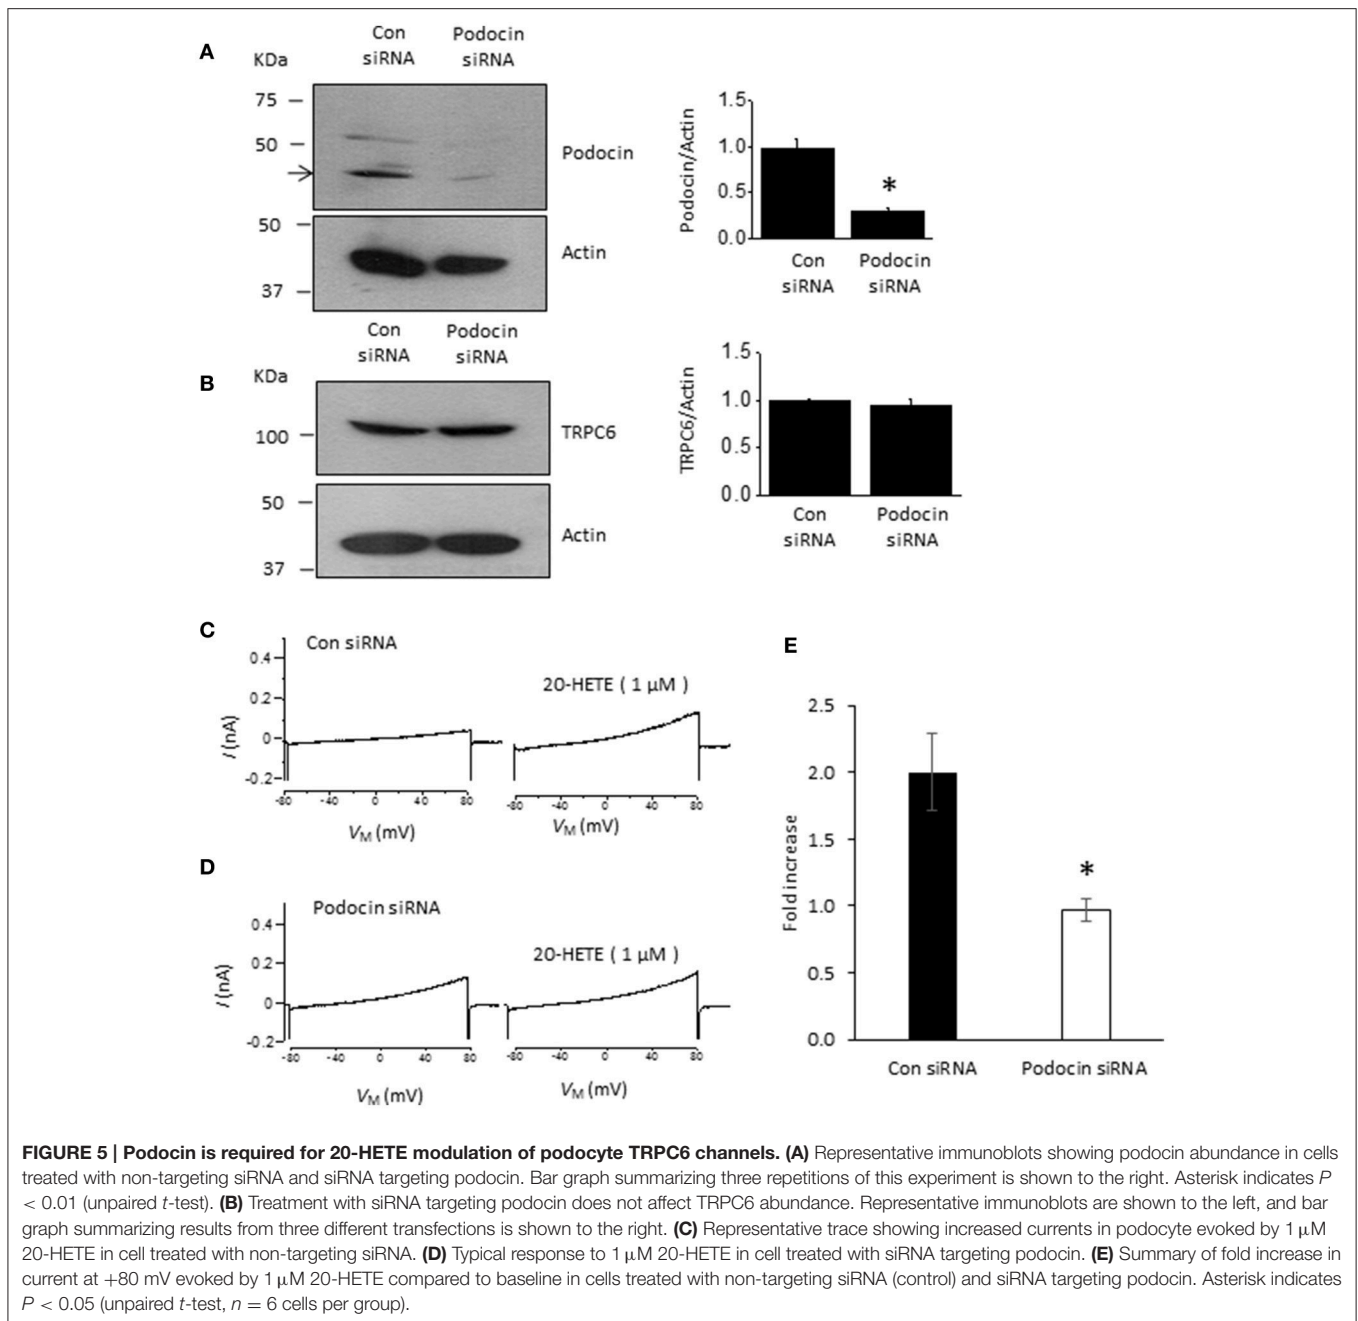 A
Con
siRNA
Podocin
siRNA
KDa
75
50
Podocin
50
Actin
37
1.5
1.0
0.5
0.0
Podocin/Actin
*
Con
siRNA
Podocin
siRNA
B
Con
siRNA
Podocin
siRNA
KDa
100
TRPC6
50
Actin
37
1.5
1.0
0.5
0.0
TRPC6/Actin
Con
siRNA
Podocin
siRNA
C
Con siRNA
20-HETE ( 1 µM )
0.4
0.2
0
-0.2
I (nA)
-80 -40 0 40 80
-80 -40 0 40 80
VM (mV)
VM (mV)
D
Podocin siRNA
20-HETE ( 1 µM )
0.4
0.2
0
-0.2
I (nA)
-80 -40 0 40 80
-80 -40 0 40 80
VM (mV)
VM (mV)
E
2.5
2.0
1.5
1.0
0.5
0.0
Fold increase
*
Con siRNA Podocin siRNA
FIGURE 5 | Podocin is required for 20-HETE modulation of podocyte TRPC6 channels. (A) Representative immunoblots showing podocin abundance in cells
treated with non-targeting siRNA and siRNA targeting podocin. Bar graph summarizing three repetitions of this experiment is shown to the right. Asterisk indicates P
< 0.01 (unpaired t-test). (B) Treatment with siRNA targeting podocin does not affect TRPC6 abundance. Representative immunoblots are shown to the left, and bar
graph summarizing results from three different transfections is shown to the right. (C) Representative trace showing increased currents in podocyte evoked by 1 µM
20-HETE in cell treated with non-targeting siRNA. (D) Typical response to 1 µM 20-HETE in cell treated with siRNA targeting podocin. (E) Summary of fold increase in
current at +80 mV evoked by 1 µM 20-HETE compared to baseline in cells treated with non-targeting siRNA (control) and siRNA targeting podocin. Asterisk indicates
P < 0.05 (unpaired t-test, n = 6 cells per group).